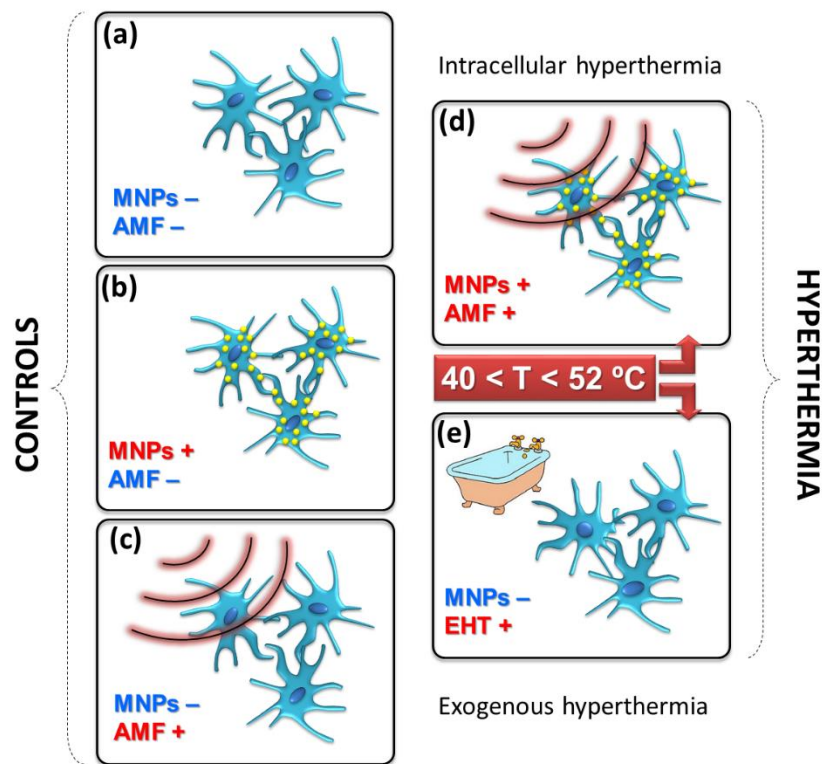 CONTROLS
(a)
MNPs –
AMF –
(b)
MNPs +
AMF –
(c)
MNPs –
AMF +
Intracellular hyperthermia
(d)
MNPs +
AMF +
40 < T < 52 ºC
(e)
T
MNPs –
EHT +
Exogenous hyperthermia
HYPERTHERMIA